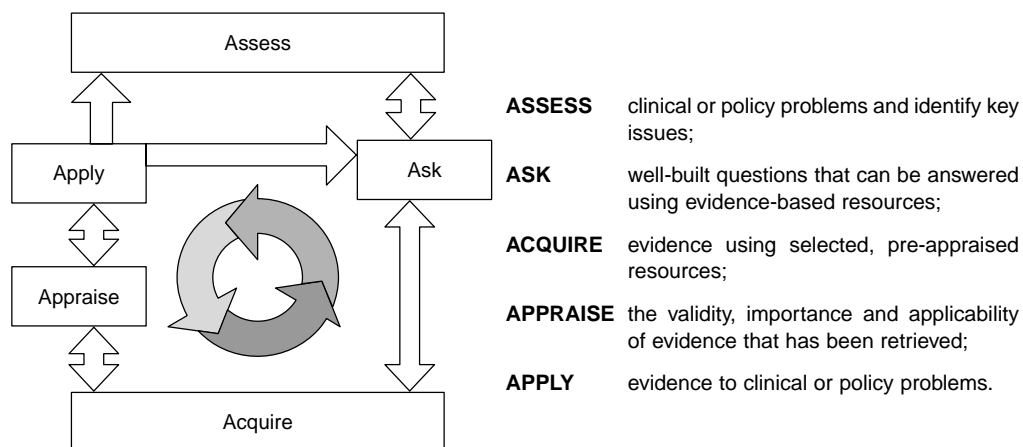 Assess
Apply
Ask
Appraise
Acquire
ASSESS clinical or policy problems and identify key
issues;
ASK well-built questions that can be answered
using evidence-based resources;
ACQUIRE evidence using selected, pre-appraised
resources;
APPRAISE the validity, importance and applicability
of evidence that has been retrieved;
APPLY evidence to clinical or policy problems.